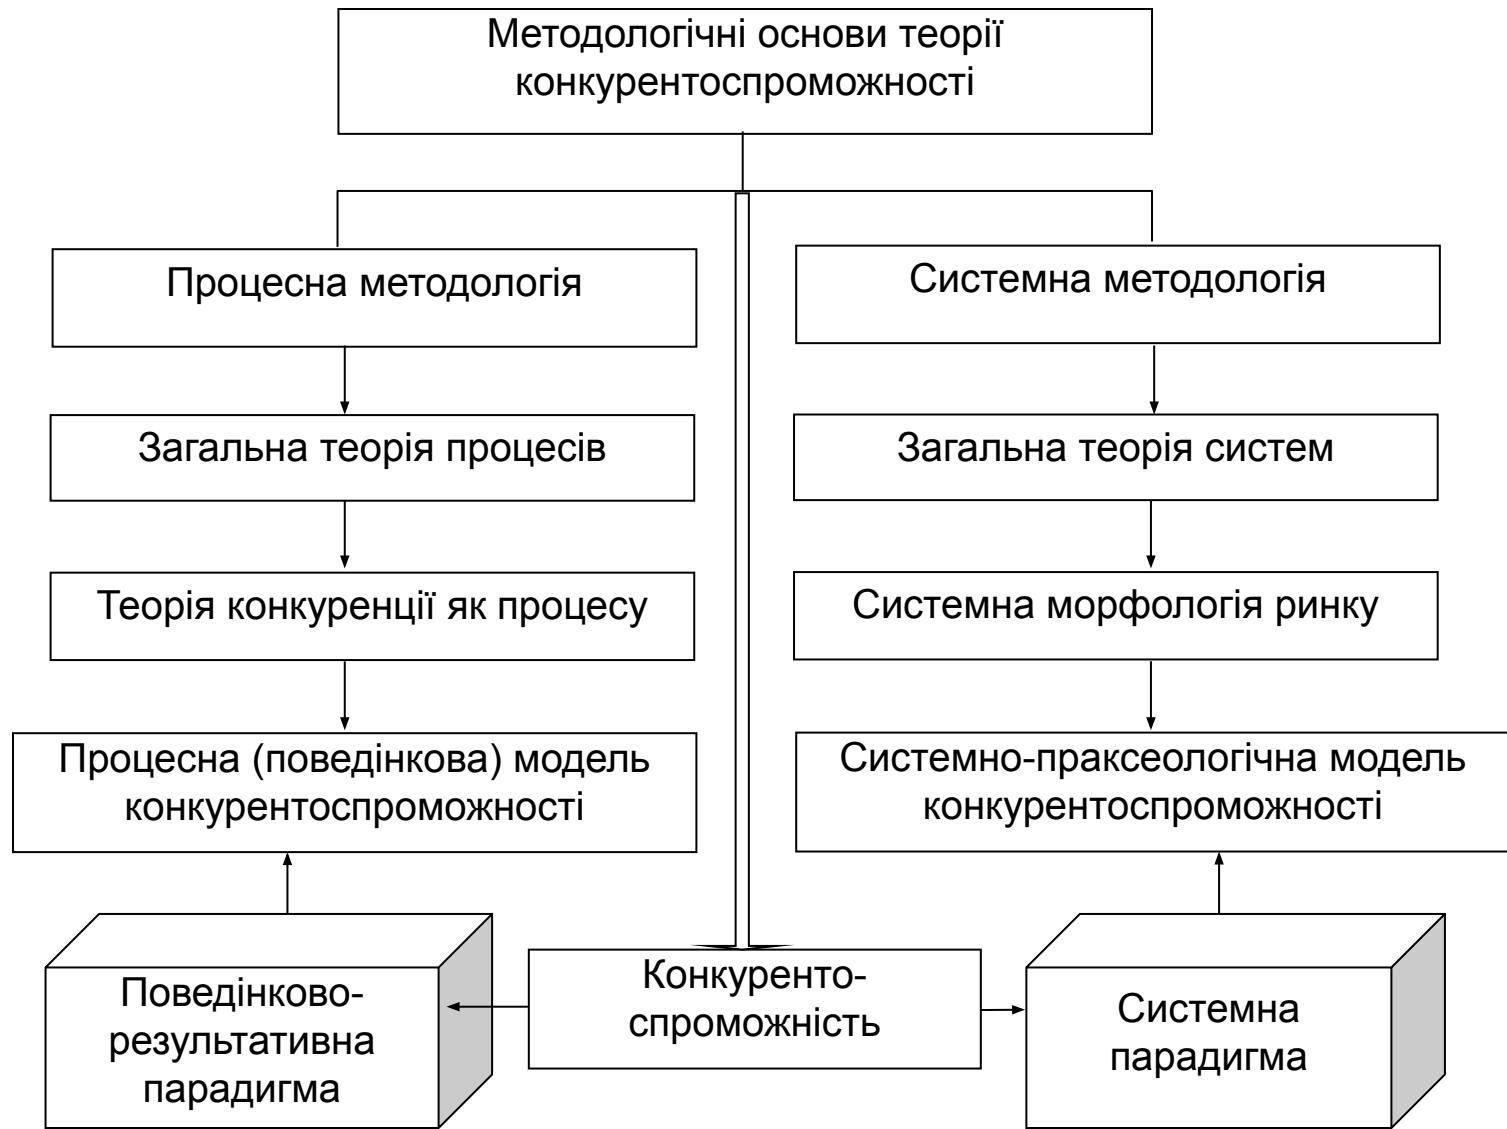 Методологічні основи теорії
конкурентоспроможності
Процесна методологія
Системна методологія
Загальна теорія процесів
Загальна теорія систем
Теорія конкуренції як процесу
Системна морфологія ринку
Процесна (поведінкова) модель
конкурентоспроможності
Системно-праксеологічна модель
конкурентоспроможності
Поведінково-
результативна
парадигма
Конкуренто-
спроможність
Системна
парадигма